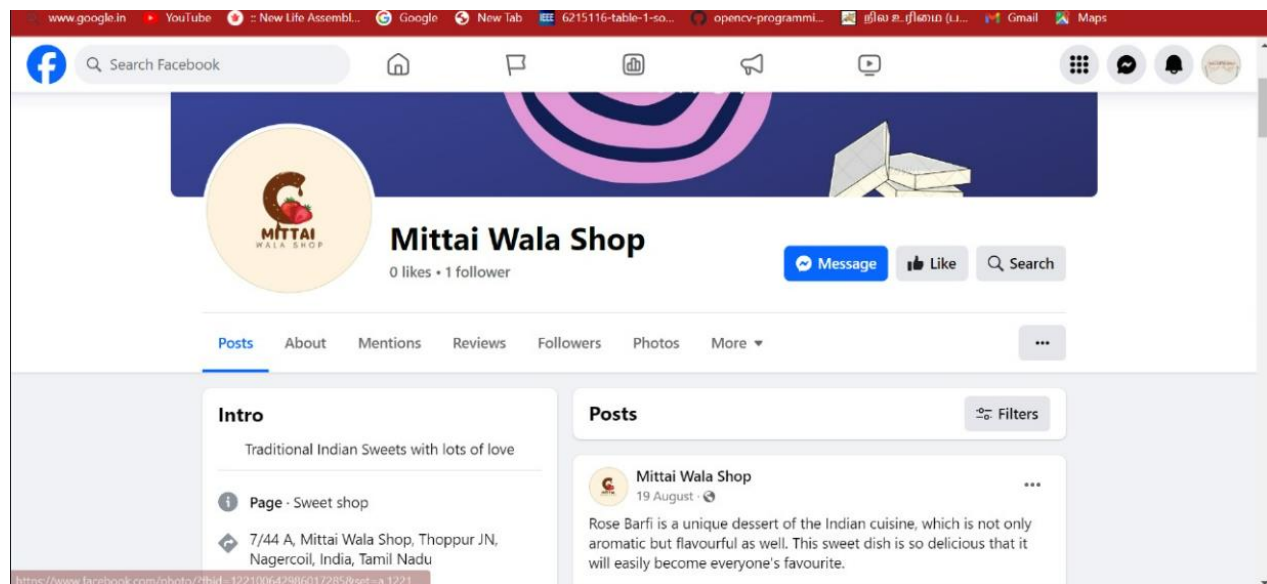 www.google.in YouTube :: New Life Assembl... Google New Tab 6215116-table-1-so... opencv-programmi... நில உரிமை (ப... Gmail Maps
Search Facebook
MITTAI
WALA SHOP
Mittai Wala Shop
0 likes • 1 follower
Message Like Search
Posts About Mentions Reviews Followers Photos More
Intro
Traditional Indian Sweets with lots of love
Page · Sweet shop
7/44 A, Mittai Wala Shop, Thoppur JN,
Nagercoil, India, Tamil Nadu
Posts
Filters
Mittai Wala Shop
19 August ·
Rose Barfi is a unique dessert of the Indian cuisine, which is not only
aromatic but flavourful as well. This sweet dish is so delicious that it
will easily become everyone's favourite.